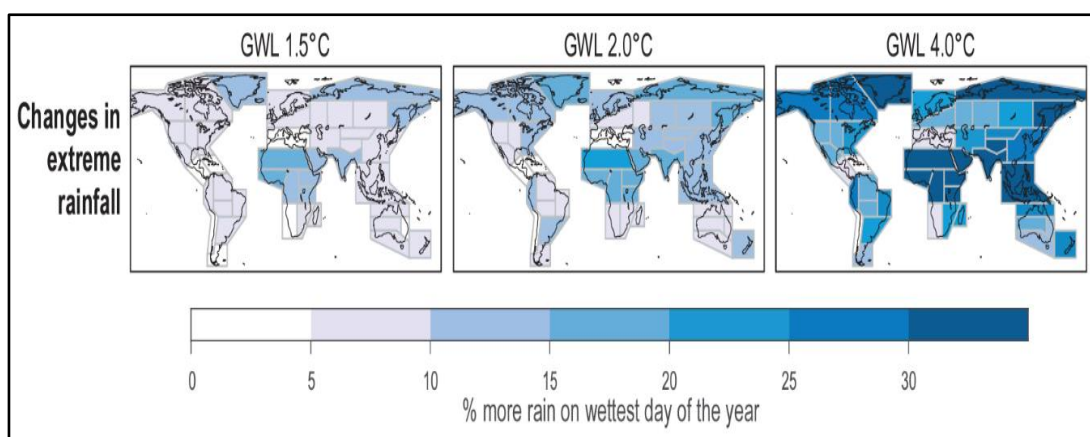 GWL 1.5°C GWL 2.0°C GWL 4.0°C
Changes in
extreme
rainfall
0 5 10 15 20 25 30
% more rain on wettest day of the year